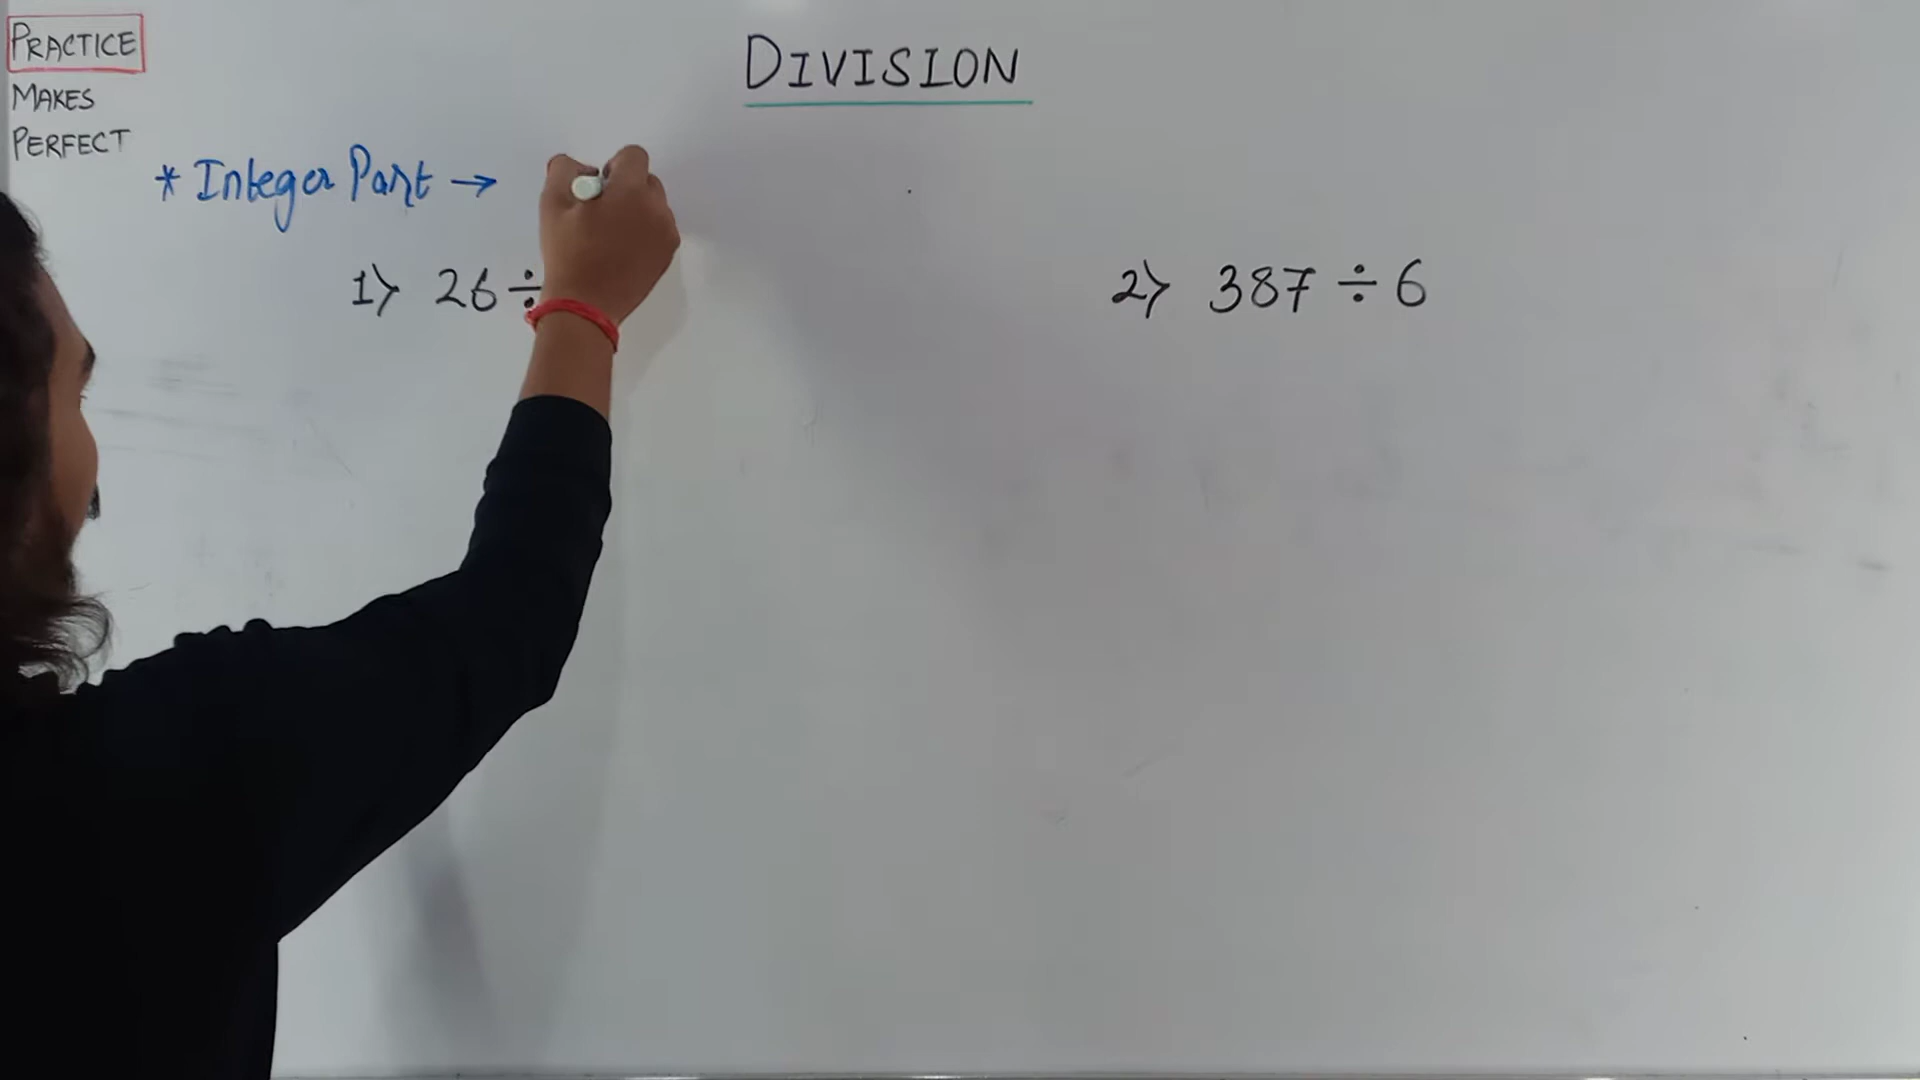 PRACTICE
MAKES
PERFECT
DIVISION
* Integer Part →
1) 26 ÷
2) 387 ÷ 6